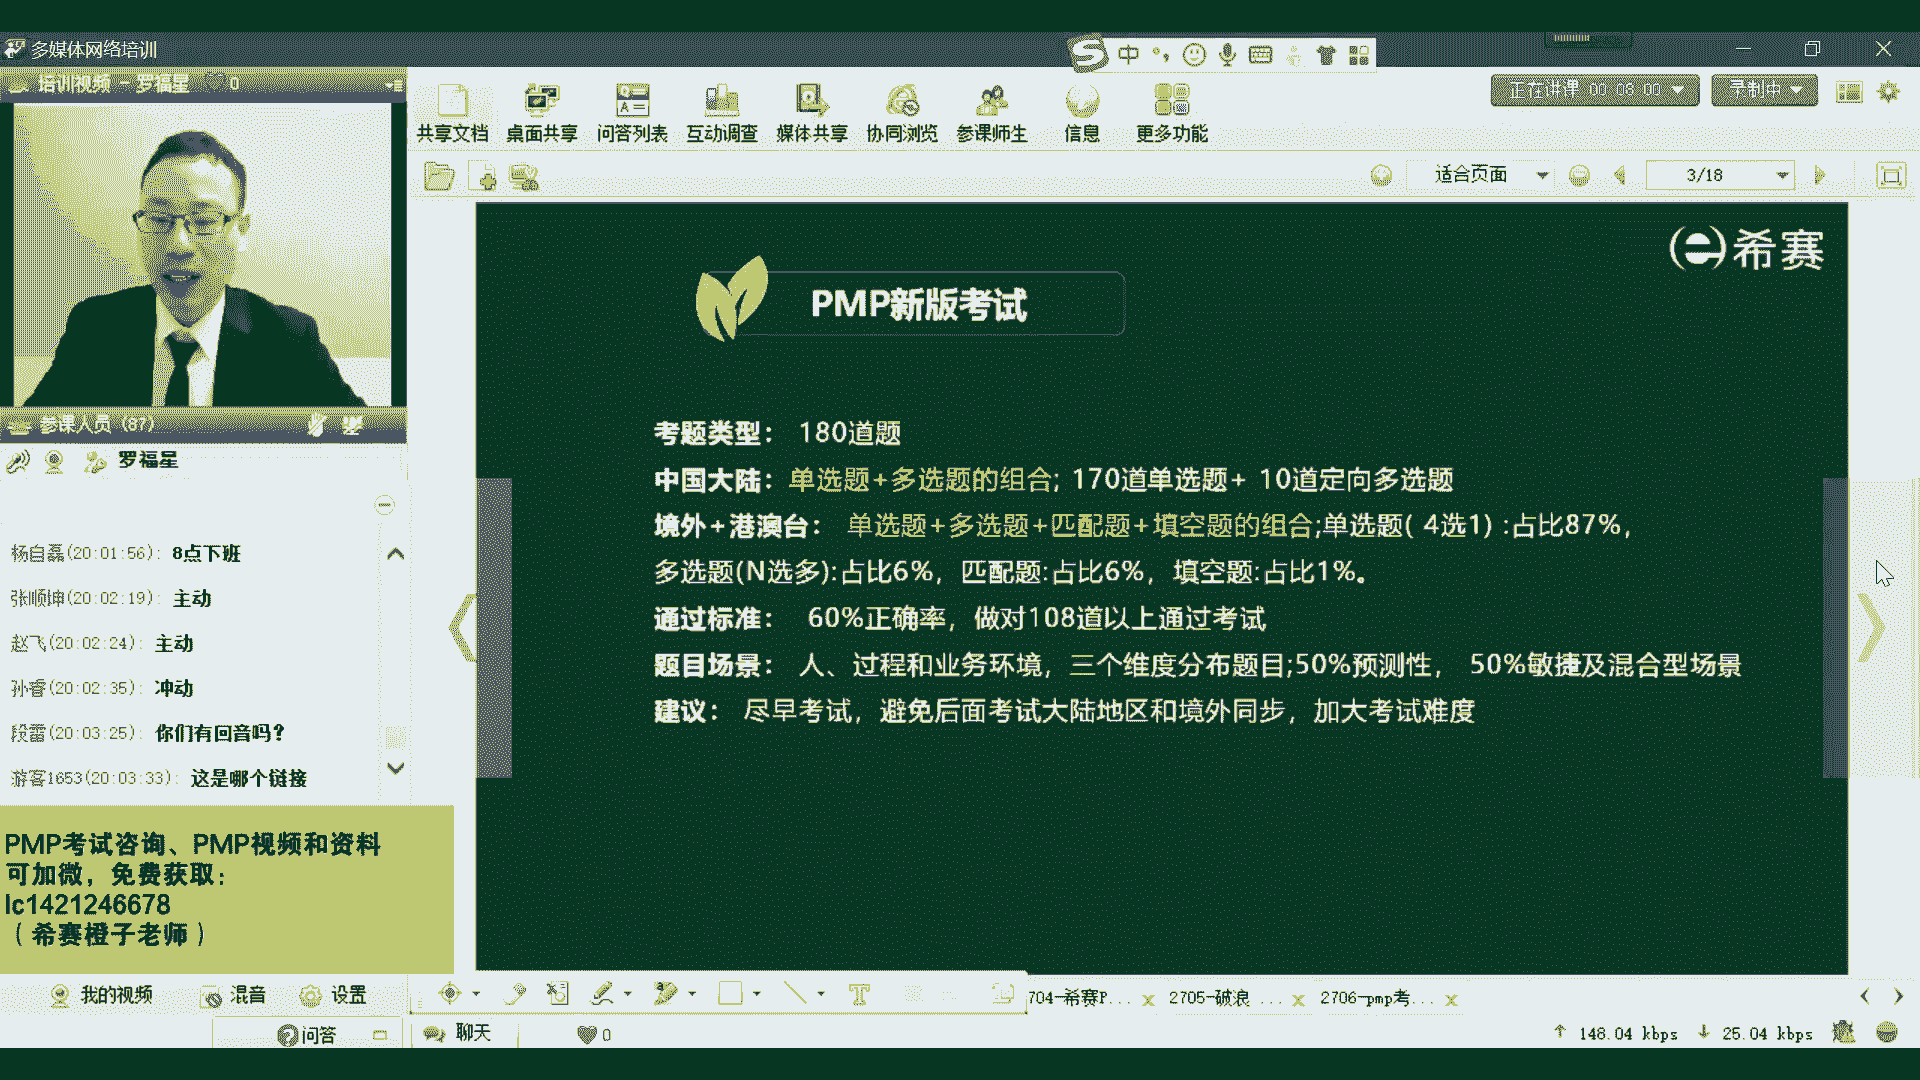 多媒体网络培训
培训视频 - 罗福星 0
中
共享文档 桌面共享 问答列表 互动调查 媒体共享 协同浏览 参课师生 信息 更多功能
正在讲课 00:08:00 录制中
适合页面 3/18
希赛
PMP新版考试
考题类型： 180道题
中国大陆：单选题+多选题的组合; 170道单选题+ 10道定向多选题
境外+港澳台： 单选题+多选题+匹配题+填空题的组合;单选题( 4选1) :占比87%，
多选题(N选多):占比6%，匹配题:占比6%，填空题:占比1%。
通过标准： 60%正确率，做对108道以上通过考试
题目场景： 人、过程和业务环境，三个维度分布题目;50%预测性， 50%敏捷及混合型场景
建议： 尽早考试，避免后面考试大陆地区和境外同步，加大考试难度
参课人员 (87)
罗福星
杨自磊(20:01:56): 8点下班
张顺坤(20:02:19): 主动
赵飞(20:02:24): 主动
孙睿(20:02:35): 冲动
段雷(20:03:25): 你们有回音吗?
游客1653(20:03:33): 这是哪个链接
PMP考试咨询、PMP视频和资料
可加微，免费获取：
lc1421246678
（希赛橙子老师）
我的视频 混音 设置
704-希赛P... 2705-破浪 ... 2706-pmp考...
问答 聊天 0
148.04 kbps 25.04 kbps